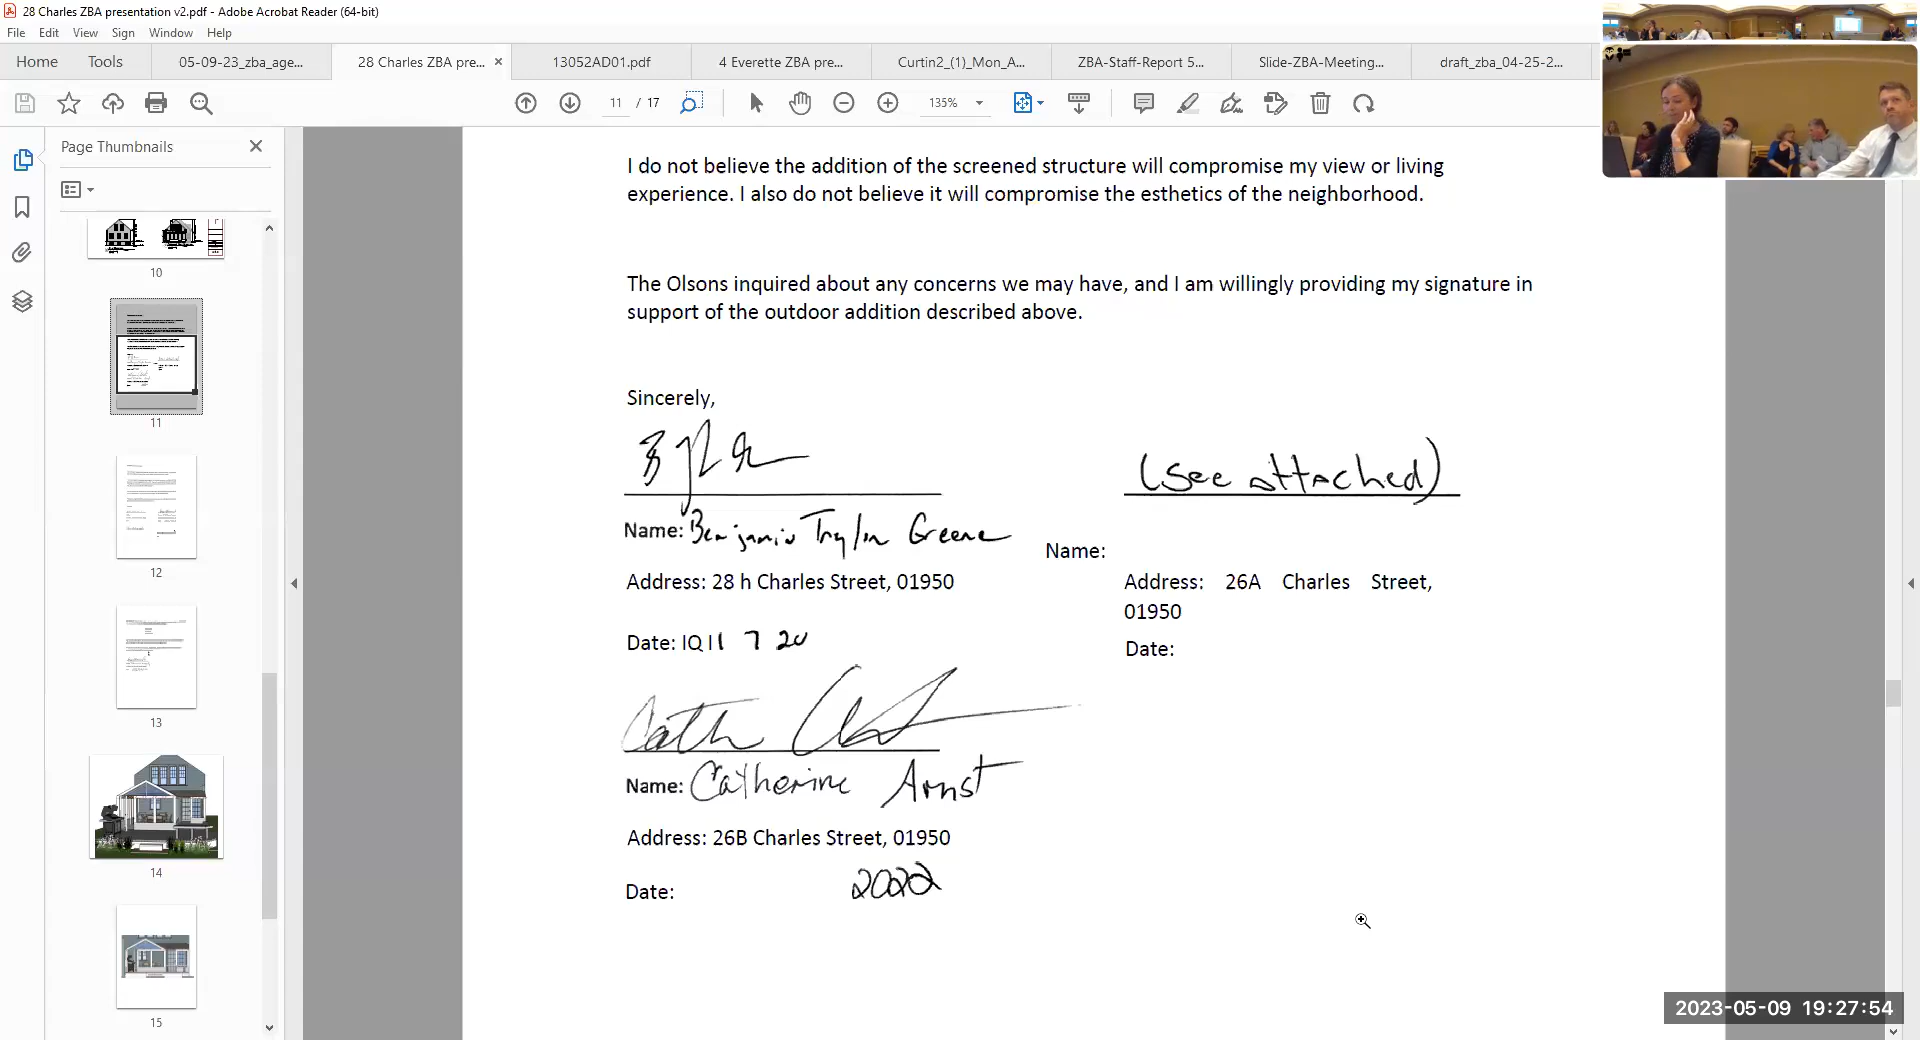 28 Charles ZBA presentation v2.pdf - Adobe Acrobat Reader (64-bit)
File Edit View Sign Window Help
Home Tools 05-09-23_zba_age... 28 Charles ZBA pre... × 13052AD01.pdf 4 Everette ZBA pre... Curtin2_(1)_Mon_A... ZBA-Staff-Report 5... Slide-ZBA-Meeting... draft_zba_04-25-2...
11 / 17 135%
Page Thumbnails
10
11
12
13
14
15
I do not believe the addition of the screened structure will compromise my view or living
experience. I also do not believe it will compromise the esthetics of the neighborhood.
The Olsons inquired about any concerns we may have, and I am willingly providing my signature in
support of the outdoor addition described above.
Sincerely,
(see attached)
Name: Benjamin Taylor Greene
Name:
Address: 28 h Charles Street, 01950
Address: 26A Charles Street,
01950
Date: IQ I1 7 20
Date:
Name: Catherine Arnst
Address: 26B Charles Street, 01950
Date: 2022
2023-05-09 19:27:54